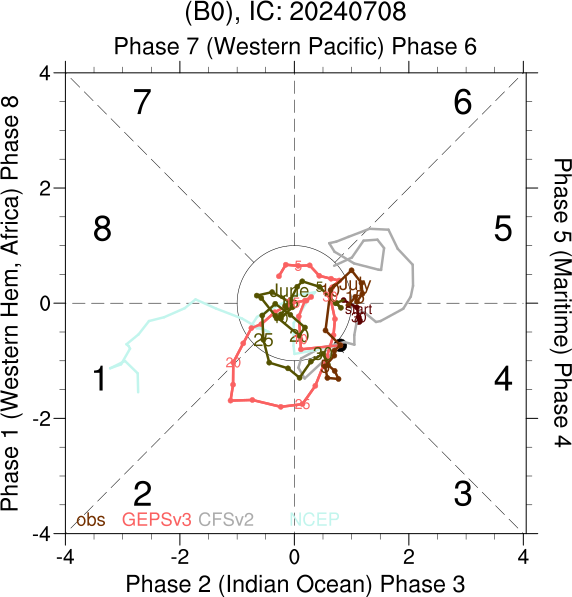 (B0), IC: 20240708
Phase 7 (Western Pacific) Phase 6
4
2
0
-2
-4
-4 -2 0 2 4
Phase 1 (Western Hem, Africa) Phase 8
Phase 5 (Maritime) Phase 4
Phase 2 (Indian Ocean) Phase 3
7 6
8 5
1 4
2 3
June
July
start
5
5
10
20
20
25
25
30
obs GEPSv3 CFSv2 NCEP